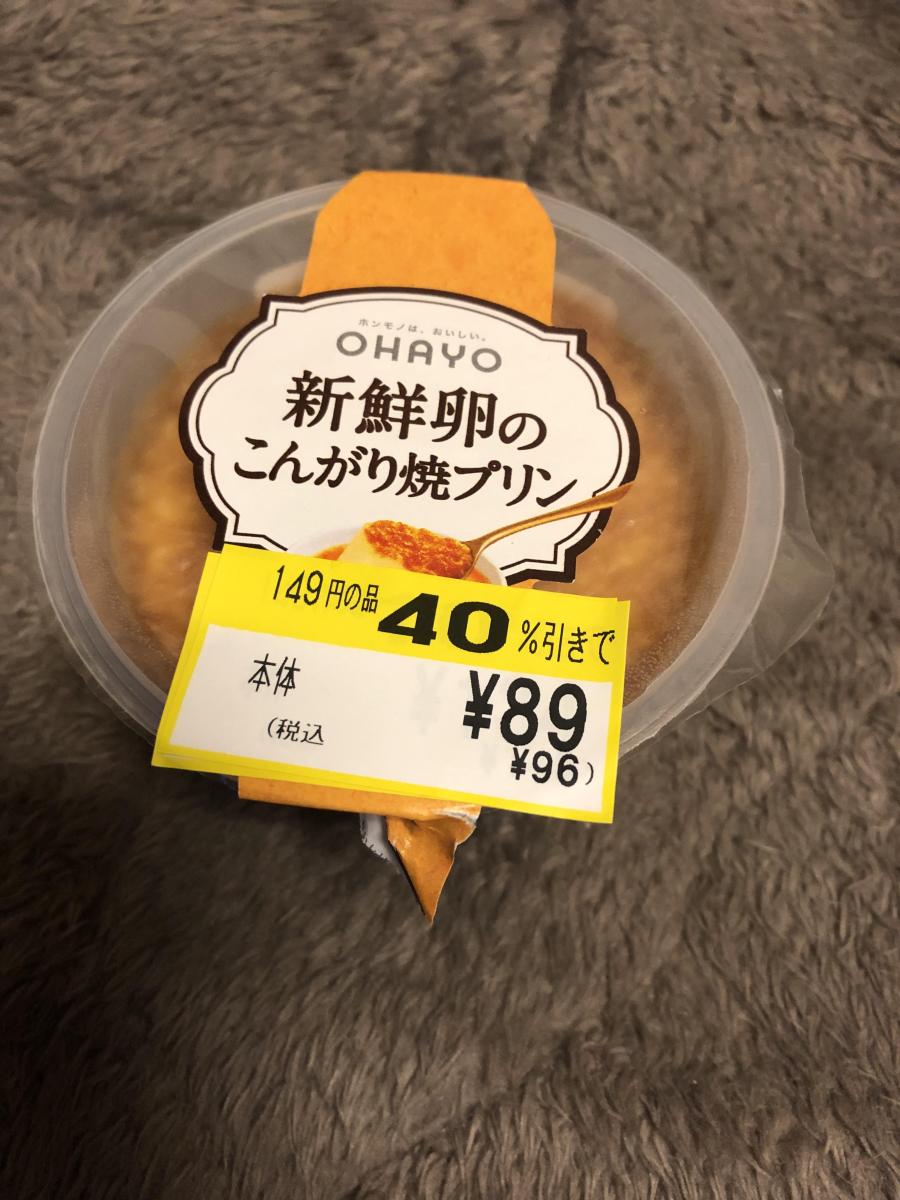 ホンモノは、おいしい。
OHAYO
新鮮卵の
こんがり焼プリン
149円の品 40%引きで
本体 ¥89
(税込 ¥96)